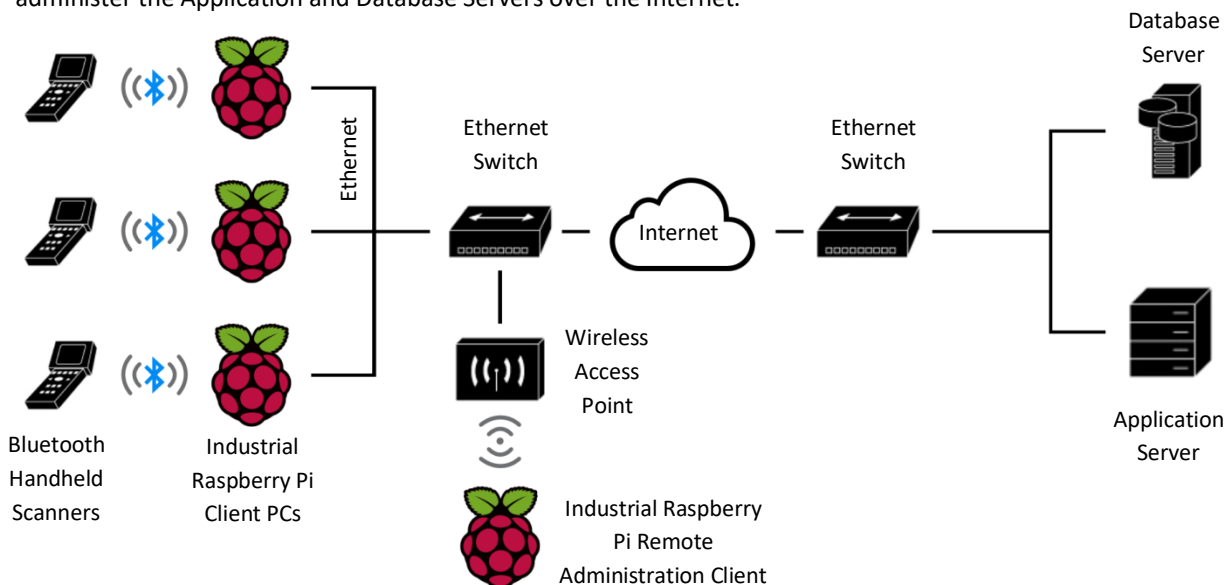 administer the Application and Database Servers over the Internet.
Database
Server
Ethernet
Ethernet
Switch
Ethernet
Switch
Internet
Wireless
Access
Point
Bluetooth
Handheld
Scanners
Industrial
Raspberry Pi
Client PCs
Application
Server
Industrial Raspberry
Pi Remote
Administration Client